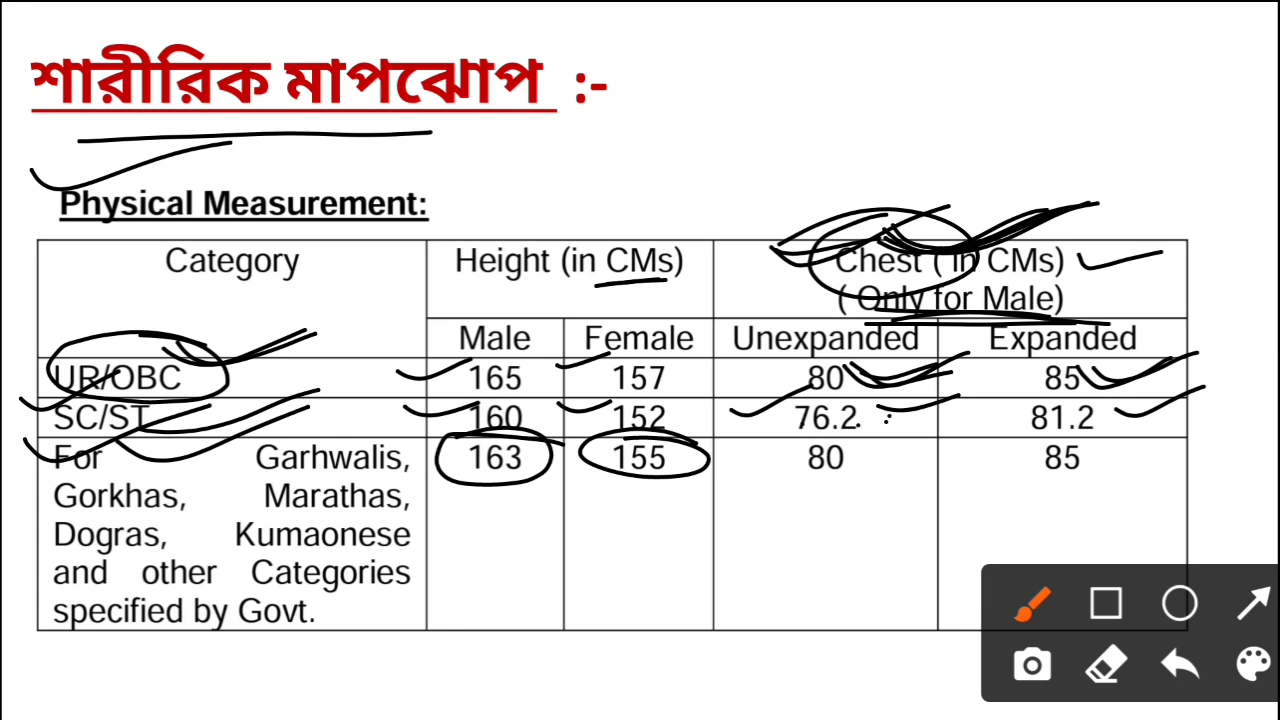 শারীরিক মাপঝোপ :-
Physical Measurement:
Category Height (in CMs) Chest ( in CMs)
( Only for Male)
Male Female Unexpanded Expanded
UR/OBC 165 157 80 85
SC/ST 160 152 76.2 81.2
For Garhwalis, 163 155 80 85
Gorkhas, Marathas,
Dogras, Kumaonese
and other Categories
specified by Govt.